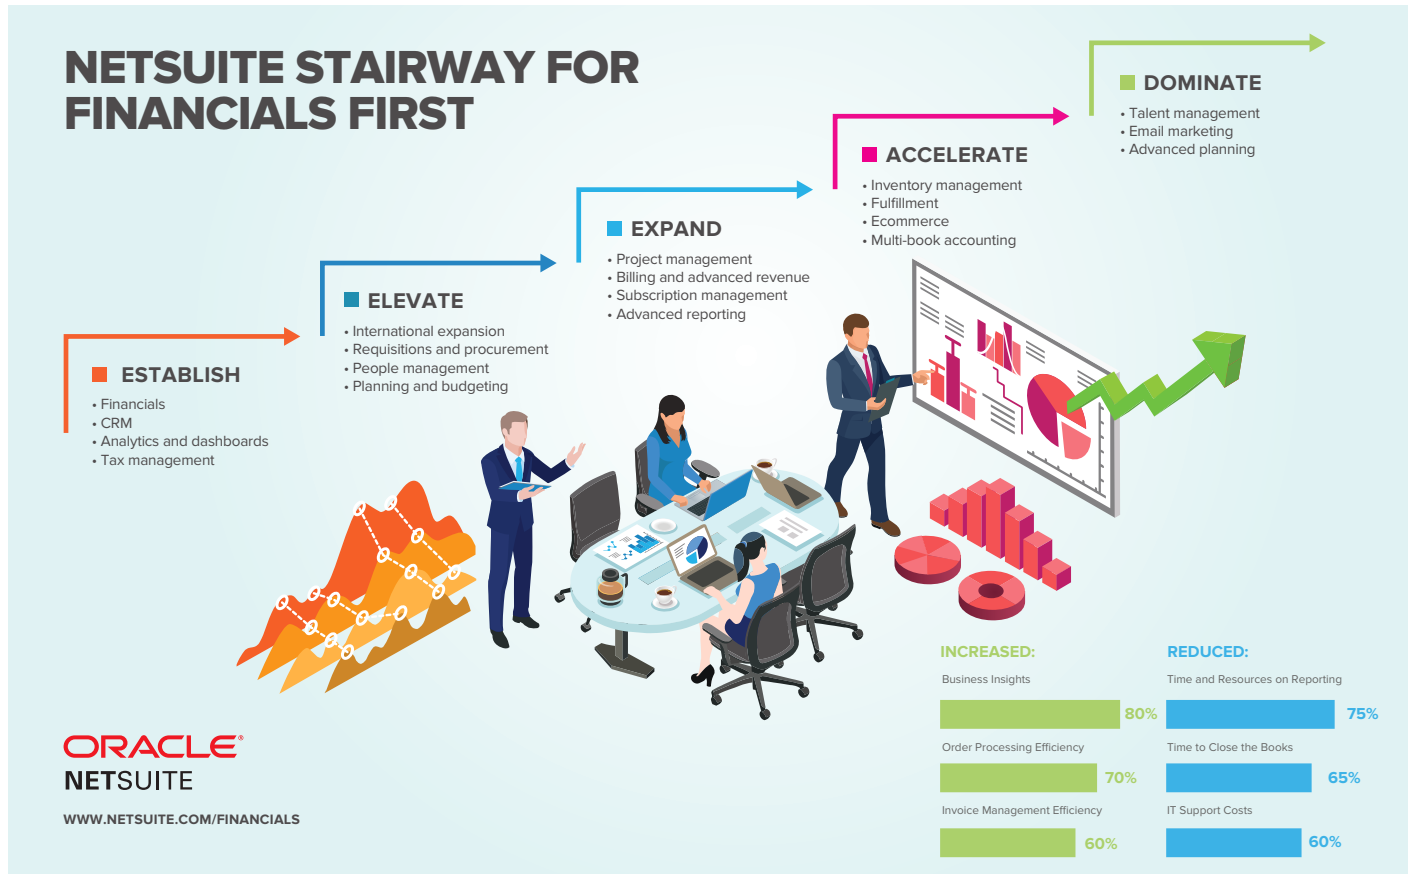 NETSUITE STAIRWAY FOR
FINANCIALS FIRST
ESTABLISH
• Financials
• CRM
• Analytics and dashboards
• Tax management
ELEVATE
• International expansion
• Requisitions and procurement
• People management
• Planning and budgeting
EXPAND
• Project management
• Billing and advanced revenue
• Subscription management
• Advanced reporting
ACCELERATE
• Inventory management
• Fulfillment
• Ecommerce
• Multi-book accounting
DOMINATE
• Talent management
• Email marketing
• Advanced planning
INCREASED:
Business Insights
80%
Order Processing Efficiency
70%
Invoice Management Efficiency
60%
REDUCED:
Time and Resources on Reporting
75%
Time to Close the Books
65%
IT Support Costs
60%
ORACLE®
NETSUITE
WWW.NETSUITE.COM/FINANCIALS